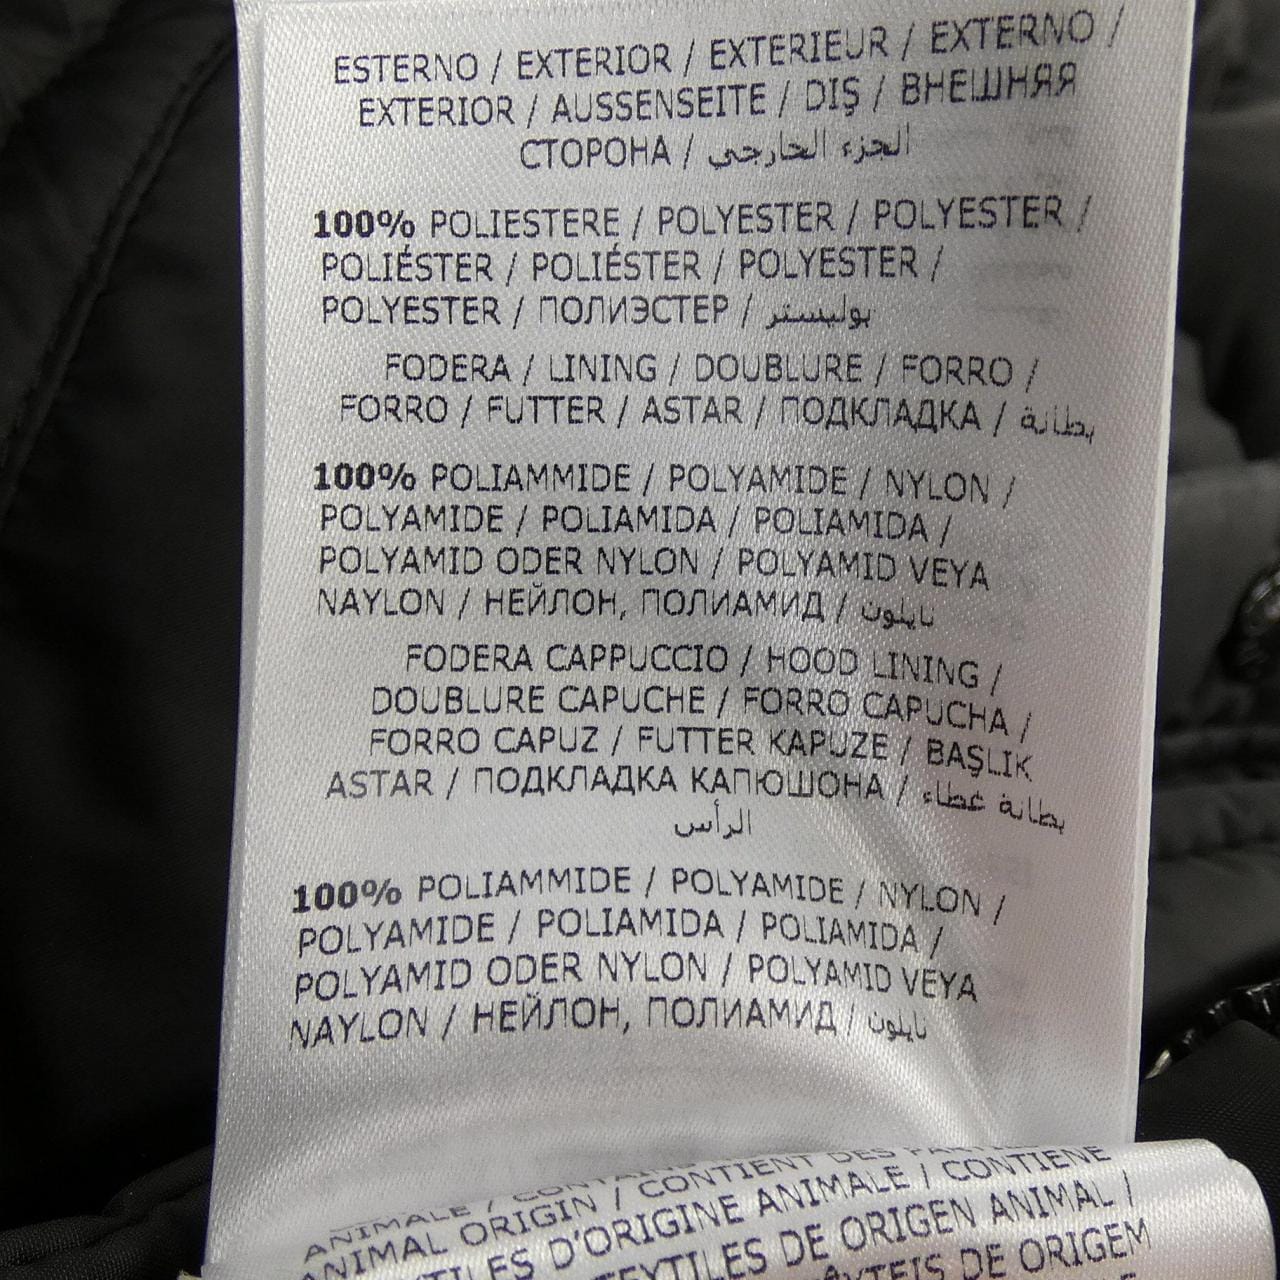 ESTERNO / EXTERIOR / EXTERIEUR / EXTERNO /
EXTERIOR / AUSSENSEITE / DIŞ / ВНЕШНЯЯ
СТОРОНА / الجزء الخارجي
100% POLIESTERE / POLYESTER / POLYESTER /
POLIÉSTER / POLIÉSTER / POLYESTER /
POLYESTER / ПОЛИЭСТЕР / بوليستر
FODERA / LINING / DOUBLURE / FORRO /
FORRO / FUTTER / ASTAR / ПОДКЛАДКА / بطانة
100% POLIAMMIDE / POLYAMIDE / NYLON /
POLYAMIDE / POLIAMIDA / POLIAMIDA /
POLYAMID ODER NYLON / POLYAMID VEYA
NAYLON / НЕЙЛОН, ПОЛИАМИД / نايلون
FODERA CAPPUCCIO / HOOD LINING /
DOUBLURE CAPUCHE / FORRO CAPUCHA /
FORRO CAPUZ / FUTTER KAPUZE / BAŞLIK
ASTAR / ПОДКЛАДКА КАПЮШОНА / بطانة غطاء
الرأس
100% POLIAMMIDE / POLYAMIDE / NYLON /
POLYAMIDE / POLIAMIDA / POLIAMIDA /
POLYAMID ODER NYLON / POLYAMID VEYA
NAYLON / НЕЙЛОН, ПОЛИАМИД / نايلون
ANIMALE / CONTIENT DES
ANIMAL ORIGIN / CONTIENT DES
D'ORIGINE ANIMALE / CONTIENE
DE ORIGEN ANIMAL /
DE ORIGEM